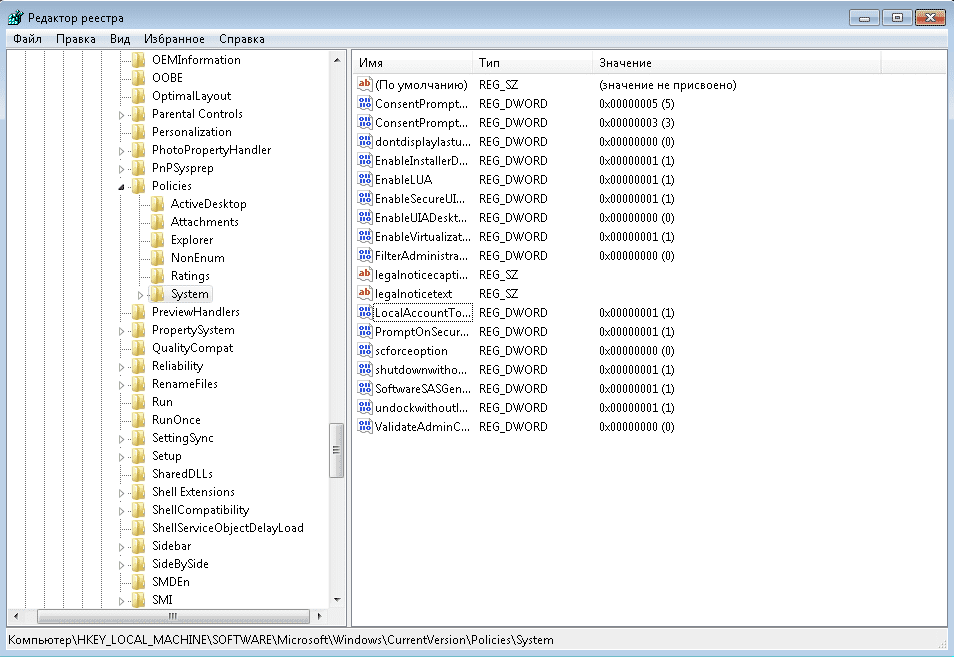 Редактор реестра
Файл Правка Вид Избранное Справка
OEMInformation
OOBE
OptimalLayout
Parental Controls
Personalization
PhotoPropertyHandler
PnPSysprep
Policies
ActiveDesktop
Attachments
Explorer
NonEnum
Ratings
System
PreviewHandlers
PropertySystem
QualityCompat
Reliability
RenameFiles
Run
RunOnce
SettingSync
Setup
SharedDLLs
Shell Extensions
ShellCompatibility
ShellServiceObjectDelayLoad
Sidebar
SideBySide
SMDEn
SMI
Имя Тип Значение
(По умолчанию) REG_SZ (значение не присвоено)
ConsentPrompt... REG_DWORD 0x00000005 (5)
ConsentPrompt... REG_DWORD 0x00000003 (3)
dontdisplaylastu... REG_DWORD 0x00000000 (0)
EnableInstallerD... REG_DWORD 0x00000001 (1)
EnableLUA REG_DWORD 0x00000001 (1)
EnableSecureUI... REG_DWORD 0x00000001 (1)
EnableUIADeskt... REG_DWORD 0x00000000 (0)
EnableVirtualizat... REG_DWORD 0x00000001 (1)
FilterAdministra... REG_DWORD 0x00000000 (0)
legalnoticecapti... REG_SZ
legalnoticetext REG_SZ
LocalAccountTo... REG_DWORD 0x00000001 (1)
PromptOnSecur... REG_DWORD 0x00000001 (1)
scforceoption REG_DWORD 0x00000000 (0)
shutdownwitho... REG_DWORD 0x00000001 (1)
SoftwareSASGen... REG_DWORD 0x00000001 (1)
undockwithoutl... REG_DWORD 0x00000001 (1)
ValidateAdminC... REG_DWORD 0x00000000 (0)
Компьютер\HKEY_LOCAL_MACHINE\SOFTWARE\Microsoft\Windows\CurrentVersion\Policies\System